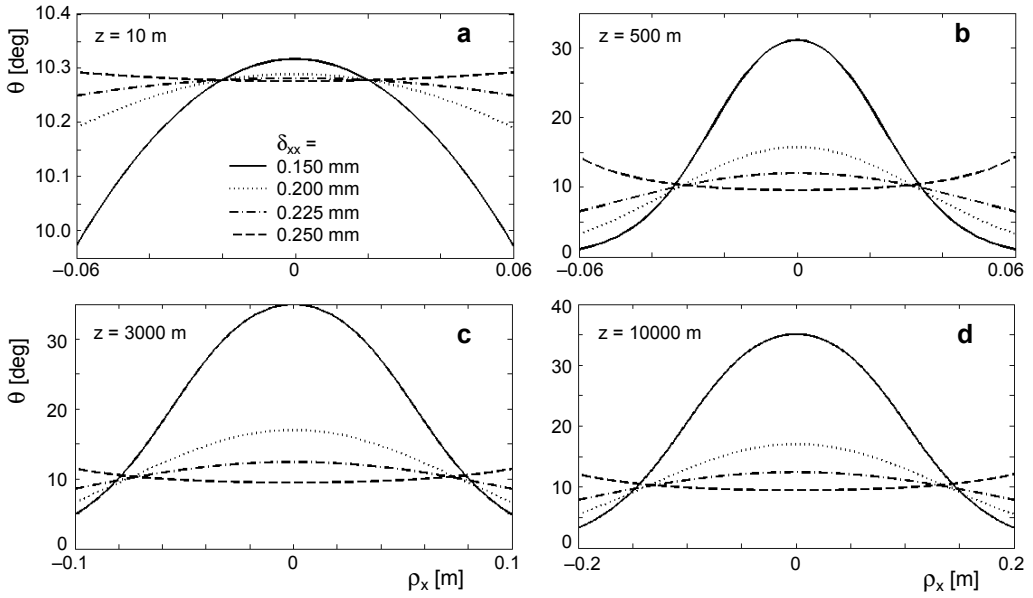 10.4
10.3
10.2
10.1
10.0
θ [deg]
z = 10 m
a
δxx =
0.150 mm
0.200 mm
0.225 mm
0.250 mm
–0.06
0
0.06
30
20
10
0
z = 500 m
b
–0.06
0
0.06
30
20
10
0
θ [deg]
z = 3000 m
c
–0.1
0
ρx [m]
0.1
40
30
20
10
0
z = 10000 m
d
–0.2
0
ρx [m]
0.2